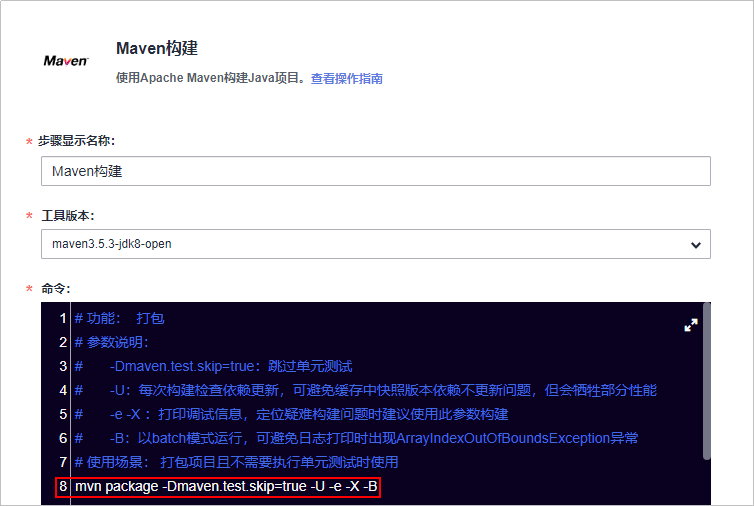 Maven
Maven构建
使用Apache Maven构建Java项目。查看操作指南
* 步骤显示名称：
Maven构建
* 工具版本：
maven3.5.3-jdk8-open
* 命令：
1 # 功能： 打包
2 # 参数说明：
3 # -Dmaven.test.skip=true：跳过单元测试
4 # -U：每次构建检查依赖更新，可避免缓存中快照版本依赖不更新问题，但会牺牲部分性能
5 # -e -X ：打印调试信息，定位疑难构建问题时建议使用此参数构建
6 # -B：以batch模式运行，可避免日志打印时出现ArrayIndexOutOfBoundsException异常
7 # 使用场景： 打包项目且不需要执行单元测试时使用
8 mvn package -Dmaven.test.skip=true -U -e -X -B